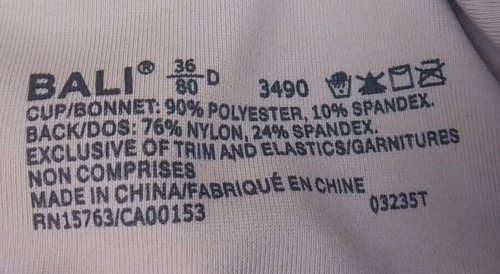 BALI® 36/80 D 3490
CUP/BONNET: 90% POLYESTER, 10% SPANDEX.
BACK/DOS: 76% NYLON, 24% SPANDEX.
EXCLUSIVE OF TRIM AND ELASTICS/GARNITURES
NON COMPRISES
MADE IN CHINA/FABRIQUÉ EN CHINE
RN15763/CA00153 03235T